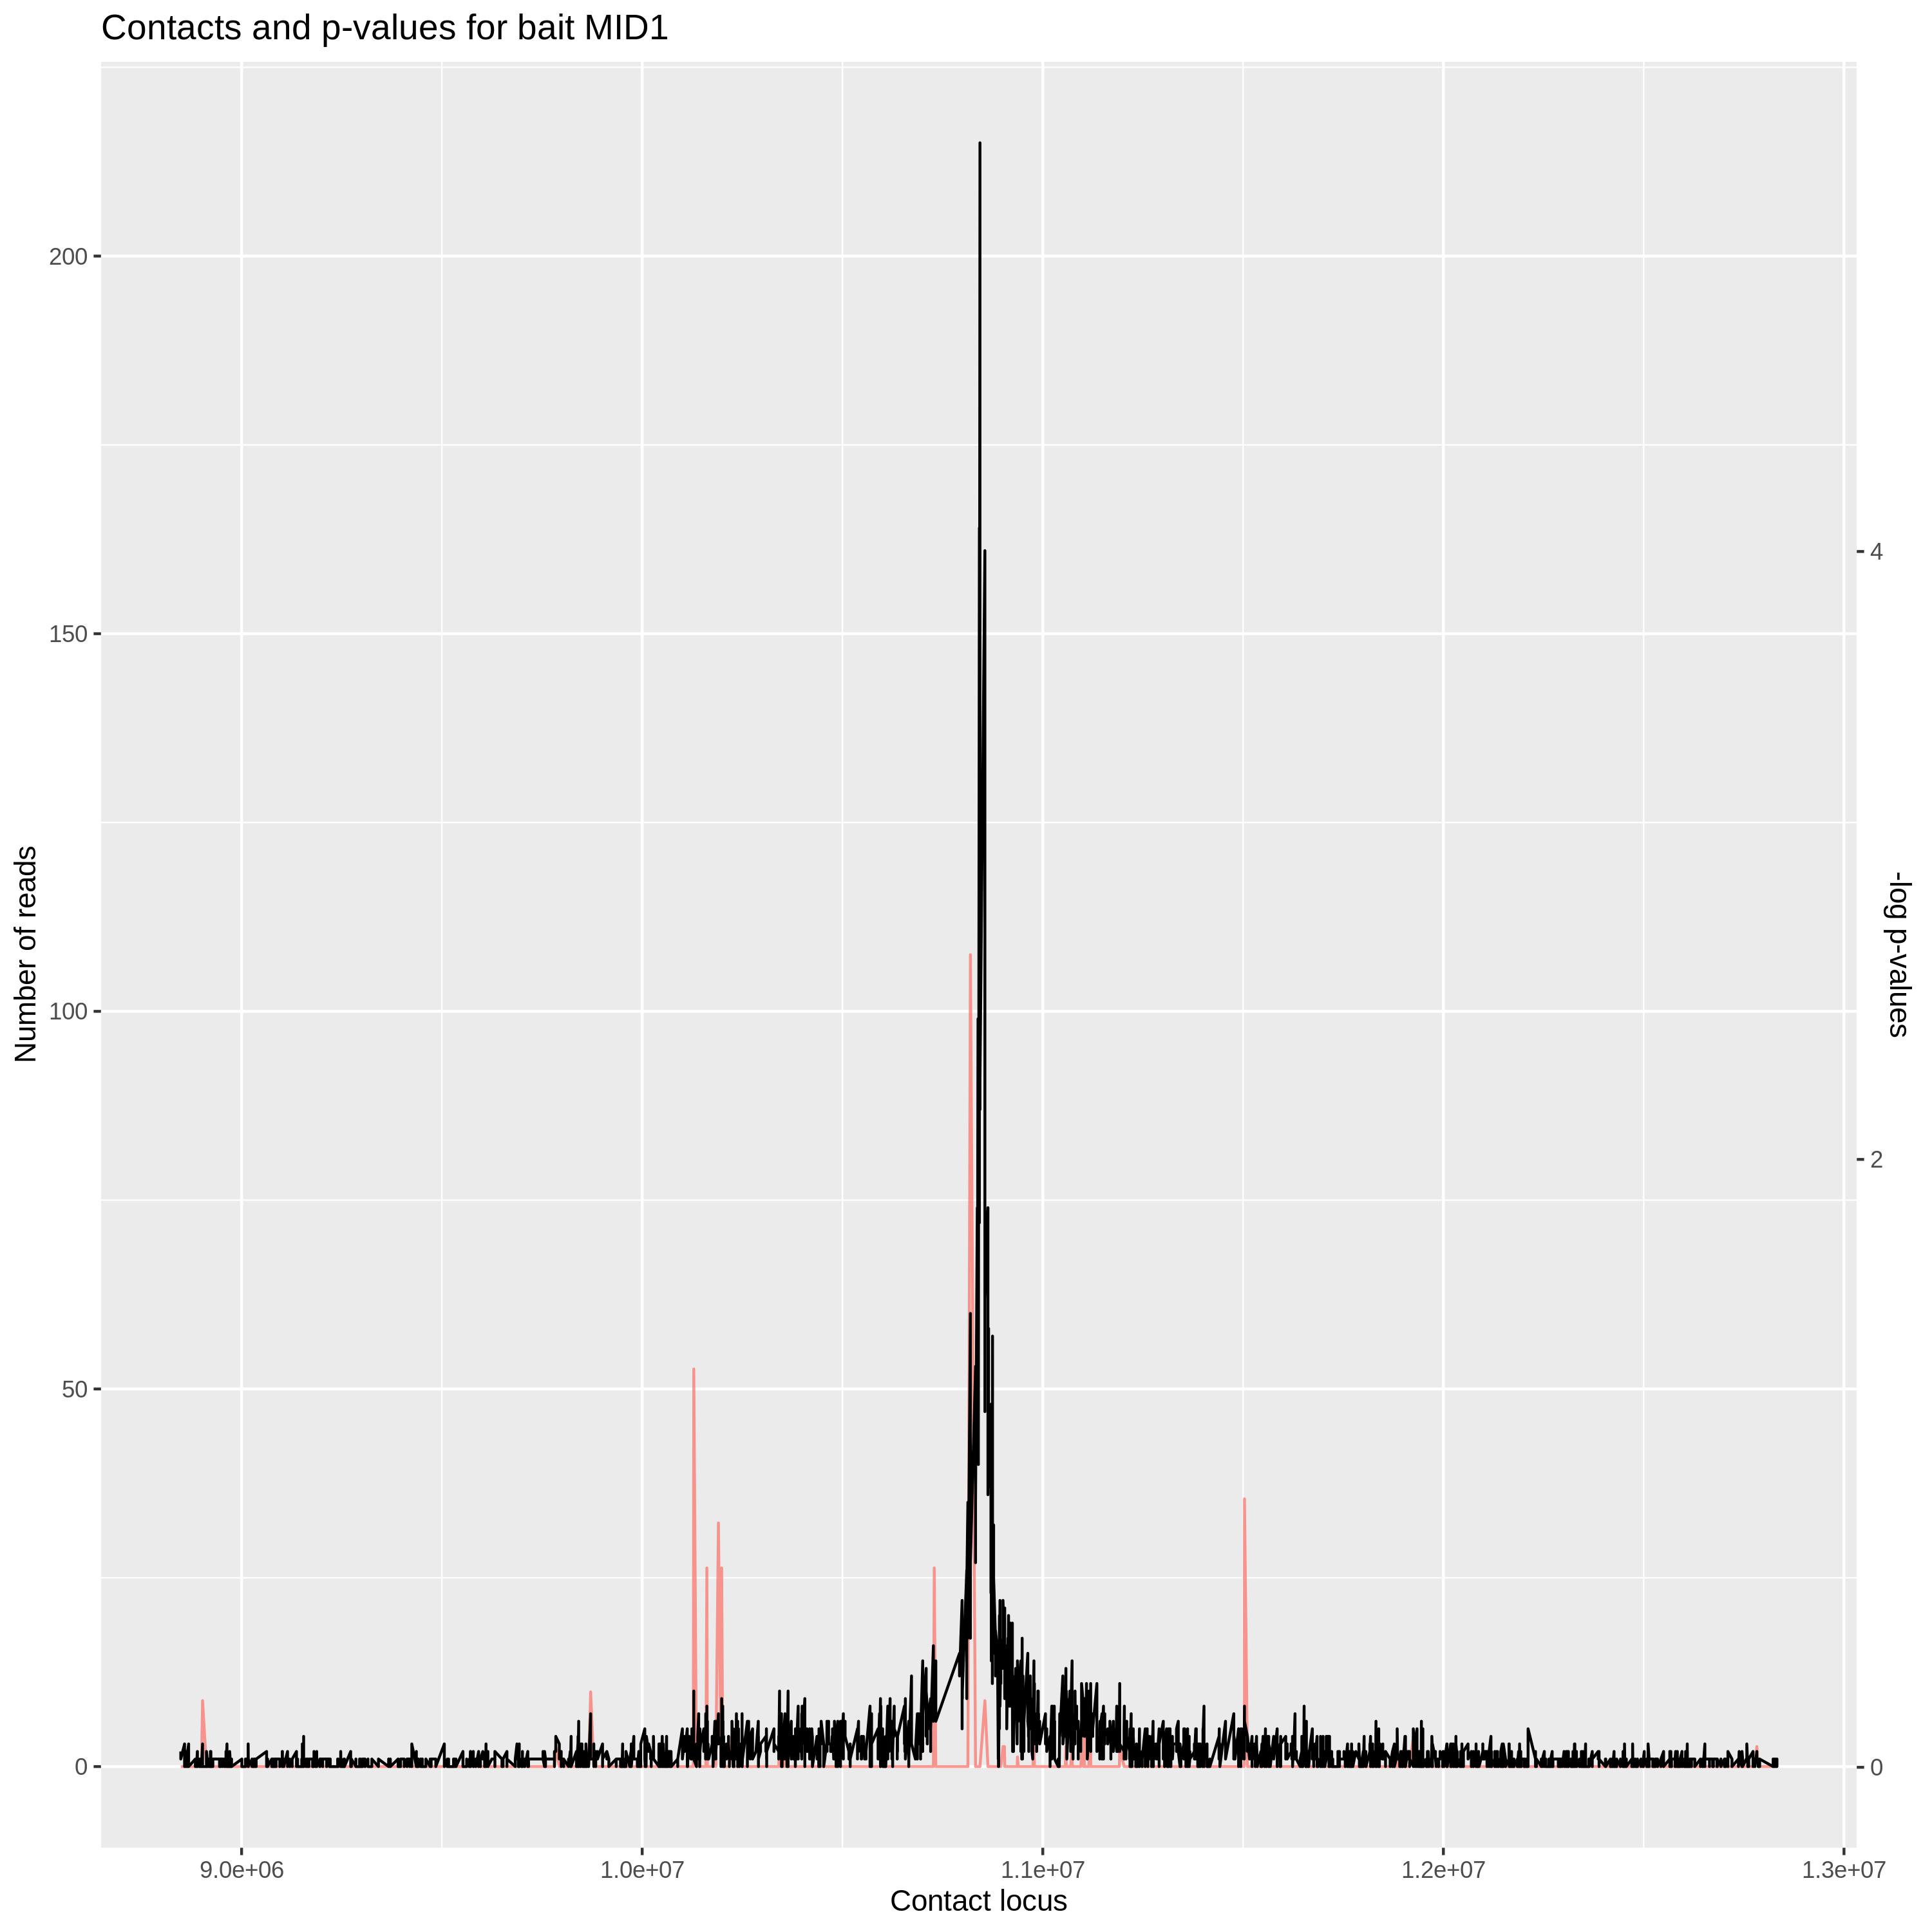 Contacts and p-values for bait MID1
200
150
100
50
0
Number of reads
4
2
0
-log p-values
9.0e+06
1.0e+07
1.1e+07
1.2e+07
1.3e+07
Contact locus